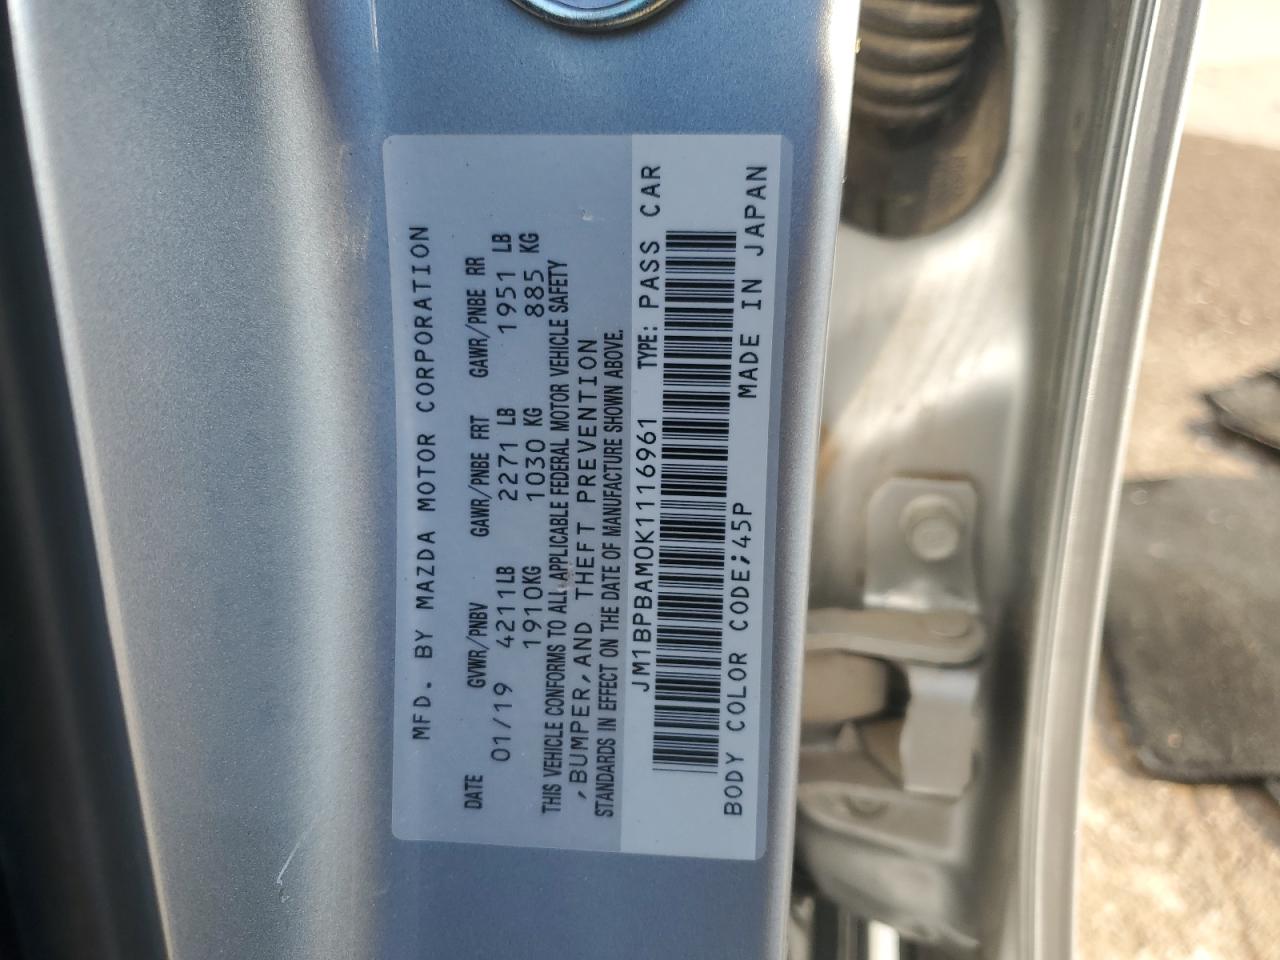 MFD. BY MAZDA MOTOR CORPORATION
DATE GVWR/PNBV GAWR/PNBE FRT GAWR/PNBE RR
01/19 4211LB 2271 LB 1951 LB
1910KG 1030 KG 885 KG
THIS VEHICLE CONFORMS TO ALL APPLICABLE FEDERAL MOTOR VEHICLE SAFETY
,BUMPER,AND THEFT PREVENTION
STANDARDS IN EFFECT ON THE DATE OF MANUFACTURE SHOWN ABOVE.
JM1BPBAM0K1116961 TYPE: PASS CAR
BODY COLOR CODE;45P MADE IN JAPAN